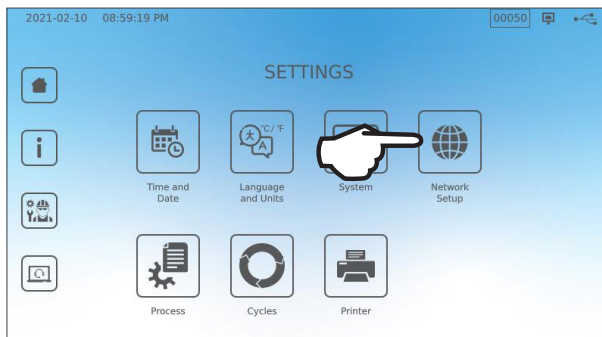 2021-02-10 08:59:19 PM 00050
SETTINGS
°C/°F
大
A
Time and
Date
Language
and Units
System
Network
Setup
Process
Cycles
Printer